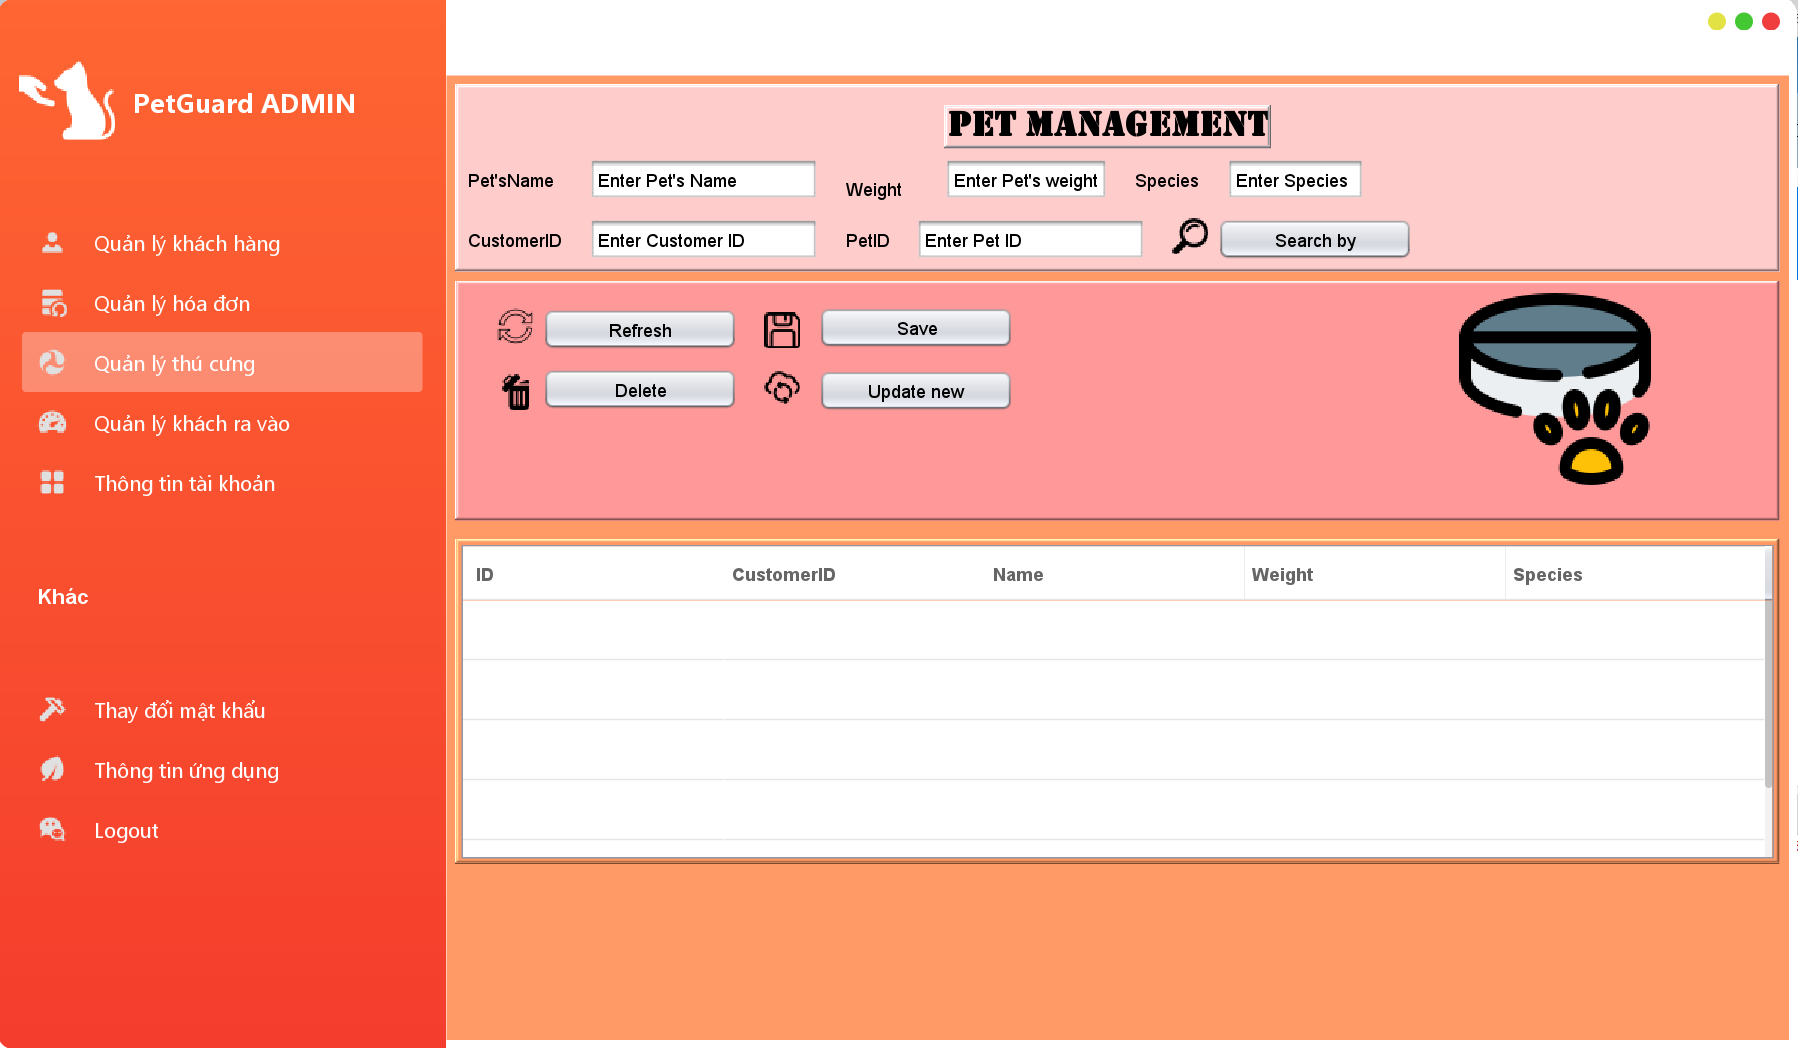 PetGuard ADMIN
Quản lý khách hàng
Quản lý hóa đơn
Quản lý thú cưng
Quản lý khách ra vào
Thông tin tài khoản
Khác
Thay đổi mật khẩu
Thông tin ứng dụng
Logout
PET MANAGEMENT
Pet'sName Enter Pet's Name Weight Enter Pet's weight Species Enter Species
CustomerID Enter Customer ID PetID Enter Pet ID Search by
Refresh Save
Delete Update new
ID CustomerID Name Weight Species